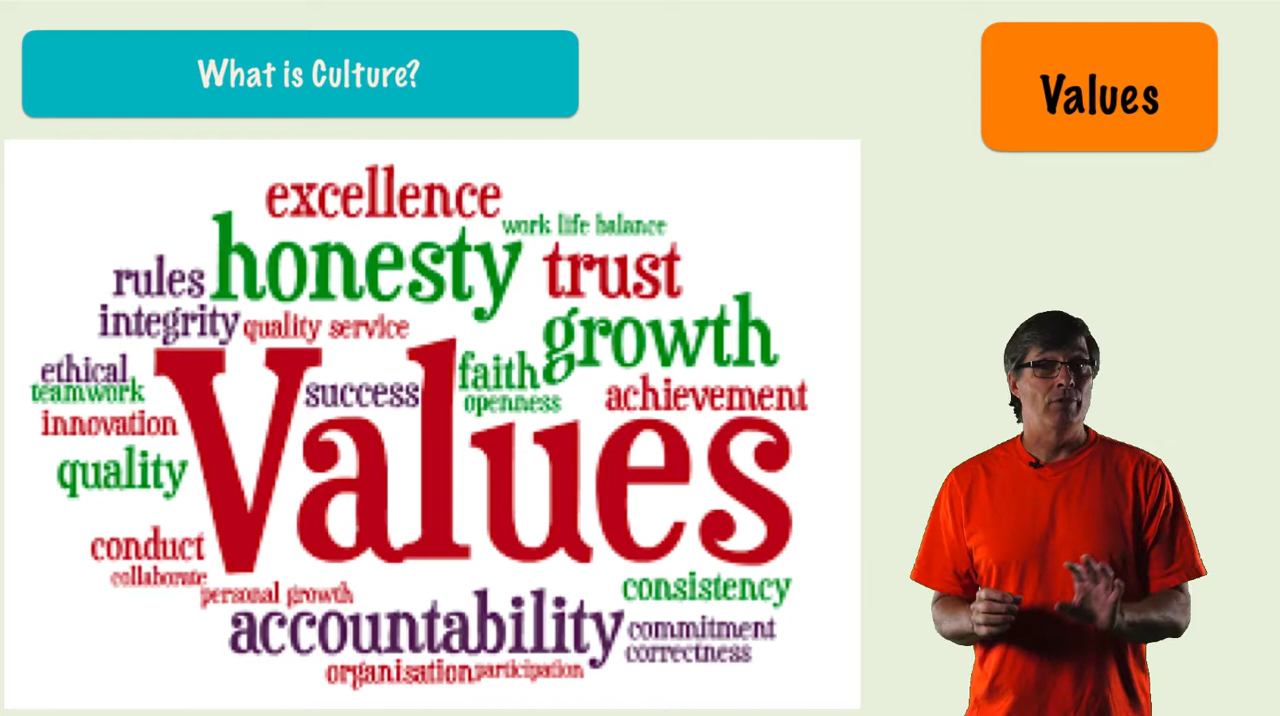 What is Culture?
Values
excellence
work life balance
honesty
trust
rules
growth
integrity
quality service
ethical
faith
teamwork
success
openness
achievement
innovation
Values
quality
conduct
collaborate
consistency
personal growth
accountability
commitment
correctness
organisation
participation